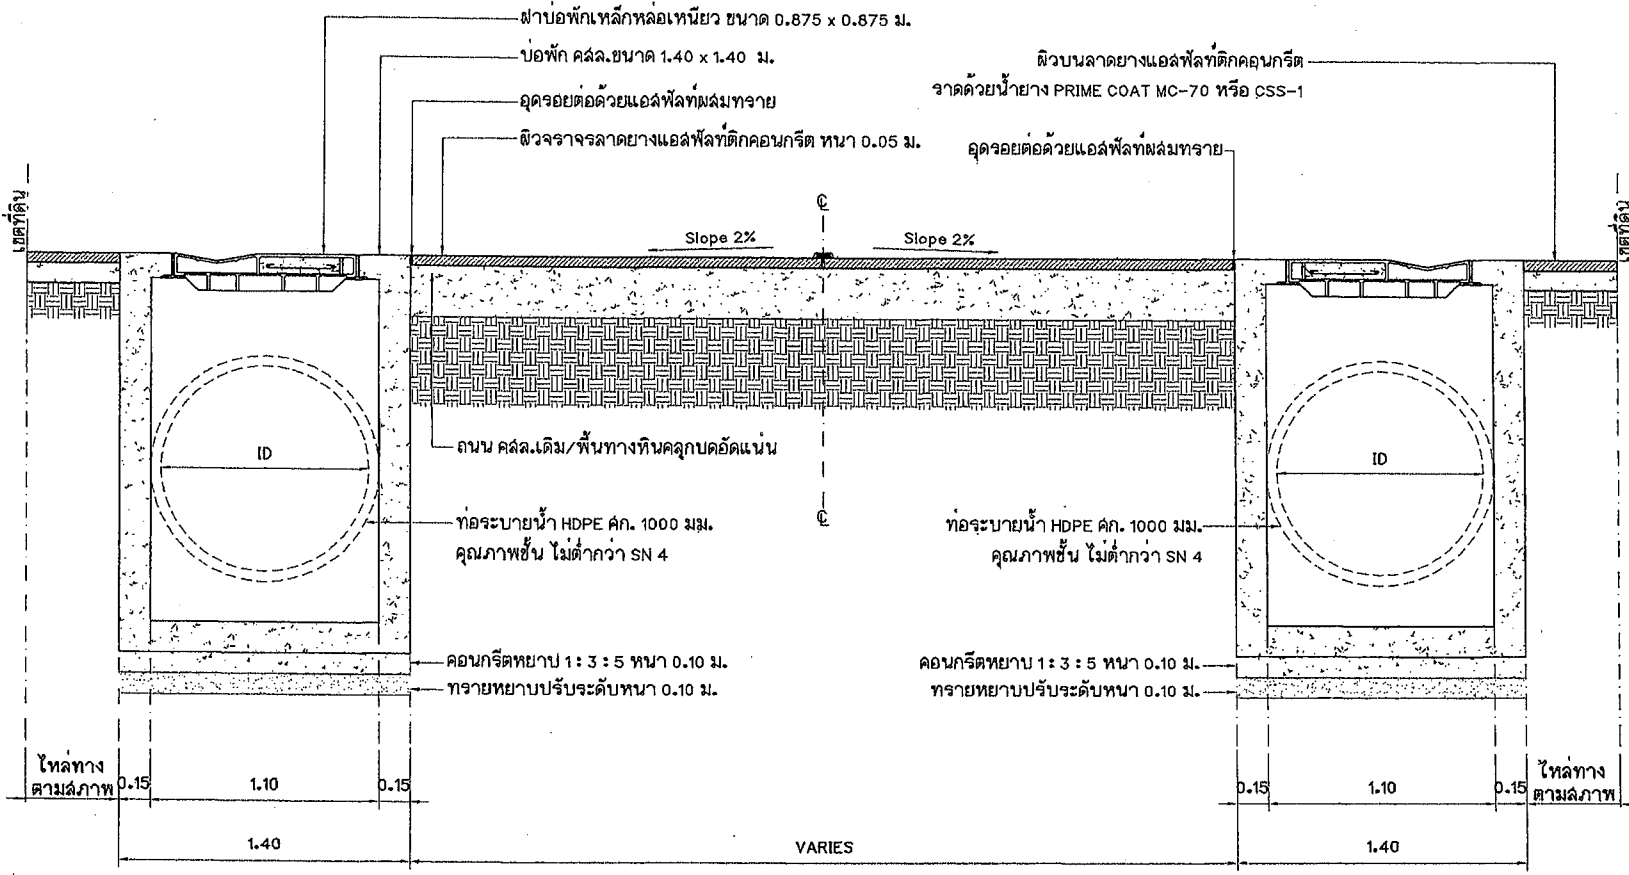 ฝาบ่อพักเหล็กหล่อเหนียว ขนาด 0.875 x 0.875 ม.
บ่อพัก คสล.ขนาด 1.40 x 1.40 ม.
อุดรอยต่อด้วยแอสฟัลท์ผสมทราย
ผิวจราจรลาดยางแอสฟัลท์ติกคอนกรีต หนา 0.05 ม.
ผิวบนลาดยางแอสฟัลท์ติกคอนกรีต
ราดด้วยน้ำยาง PRIME COAT MC-70 หรือ CSS-1
อุดรอยต่อด้วยแอสฟัลท์ผสมทราย
เขตที่ดิน
เขตที่ดิน
℄
Slope 2%
Slope 2%
ถนน คสล.เดิม/พื้นทางหินคลุกบดอัดแน่น
ID
ID
ท่อระบายน้ำ HDPE ศก. 1000 มม.
คุณภาพชั้น ไม่ต่ำกว่า SN 4
℄
ท่อระบายน้ำ HDPE ศก. 1000 มม.
คุณภาพชั้น ไม่ต่ำกว่า SN 4
คอนกรีตหยาบ 1 : 3 : 5 หนา 0.10 ม.
ทรายหยาบปรับระดับหนา 0.10 ม.
คอนกรีตหยาบ 1 : 3 : 5 หนา 0.10 ม.
ทรายหยาบปรับระดับหนา 0.10 ม.
ไหล่ทาง
ตามสภาพ
0.15
1.10
0.15
0.15
1.10
0.15
ไหล่ทาง
ตามสภาพ
1.40
VARIES
1.40